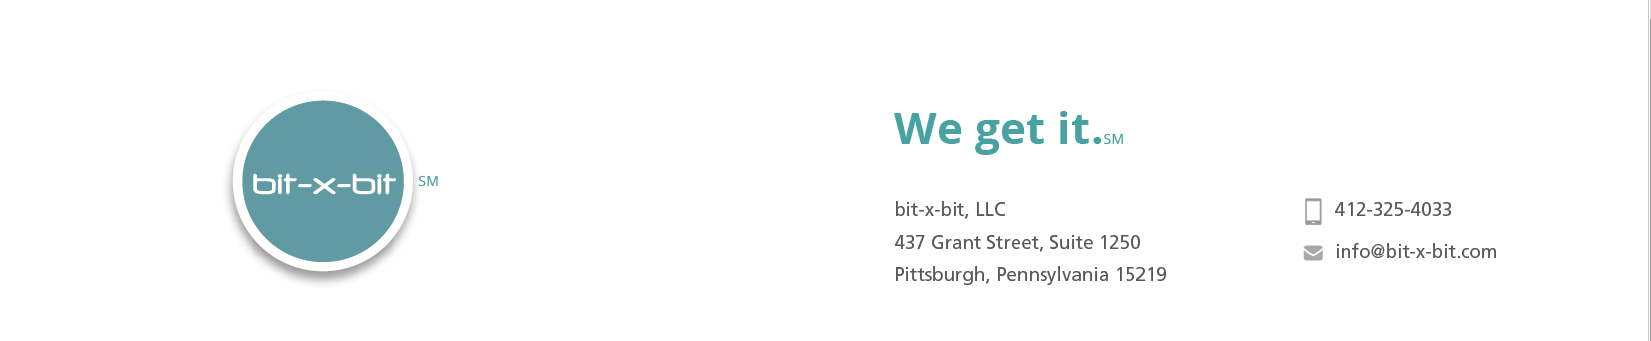 bit-x-bit SM
We get it.SM
bit-x-bit, LLC
437 Grant Street, Suite 1250
Pittsburgh, Pennsylvania 15219
412-325-4033
info@bit-x-bit.com